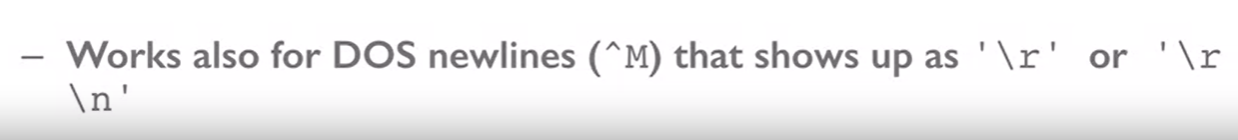 – Works also for DOS newlines (^M) that shows up as '\r' or '\r
\n'